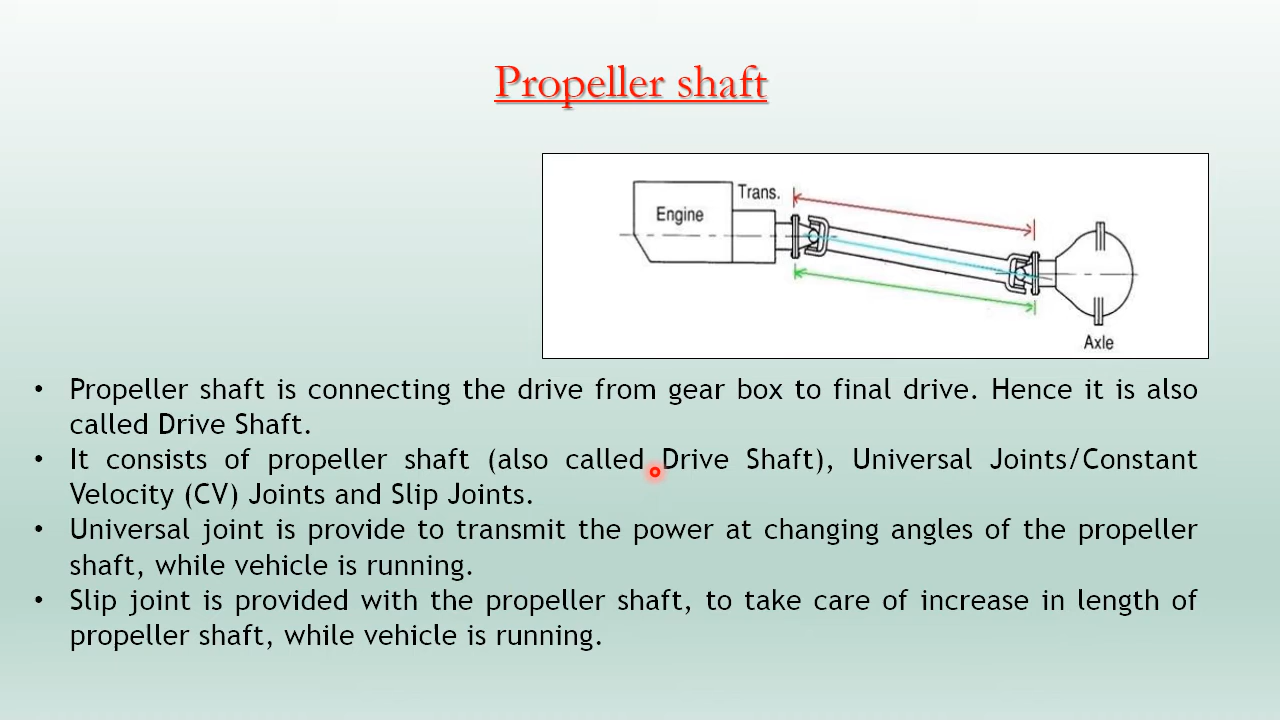 Propeller shaft
Trans.
Engine
Axle
• Propeller shaft is connecting the drive from gear box to final drive. Hence it is also
called Drive Shaft.
• It consists of propeller shaft (also called Drive Shaft), Universal Joints/Constant
Velocity (CV) Joints and Slip Joints.
• Universal joint is provide to transmit the power at changing angles of the propeller
shaft, while vehicle is running.
• Slip joint is provided with the propeller shaft, to take care of increase in length of
propeller shaft, while vehicle is running.